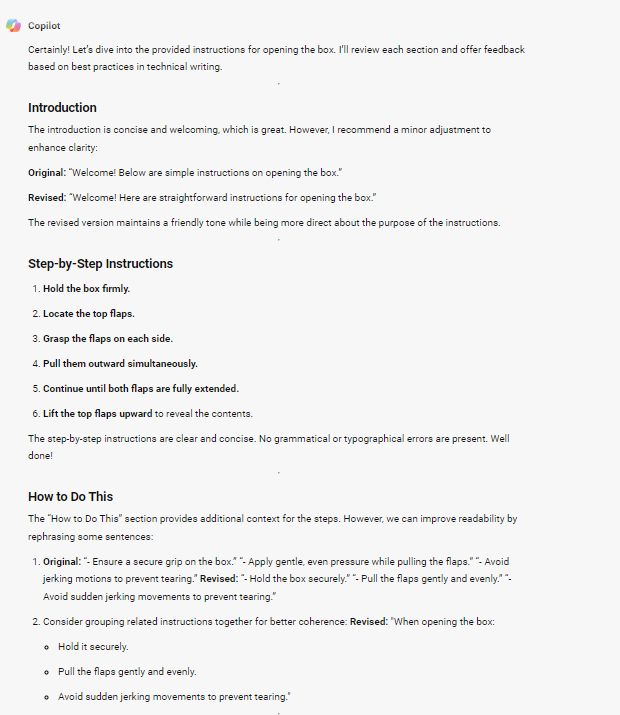 Copilot
Certainly! Let's dive into the provided instructions for opening the box. I'll review each section and offer feedback
based on best practices in technical writing.
Introduction
The introduction is concise and welcoming, which is great. However, I recommend a minor adjustment to
enhance clarity:
Original: "Welcome! Below are simple instructions on opening the box."
Revised: "Welcome! Here are straightforward instructions for opening the box."
The revised version maintains a friendly tone while being more direct about the purpose of the instructions.
Step-by-Step Instructions
1. Hold the box firmly.
2. Locate the top flaps.
3. Grasp the flaps on each side.
4. Pull them outward simultaneously.
5. Continue until both flaps are fully extended.
6. Lift the top flaps upward to reveal the contents.
The step-by-step instructions are clear and concise. No grammatical or typographical errors are present. Well
done!
How to Do This
The "How to Do This" section provides additional context for the steps. However, we can improve readability by
rephrasing some sentences:
1. Original: "- Ensure a secure grip on the box." "- Apply gentle, even pressure while pulling the flaps." "- Avoid
jerking motions to prevent tearing." Revised: "- Hold the box securely." "- Pull the flaps gently and evenly." "-
Avoid sudden jerking movements to prevent tearing."
2. Consider grouping related instructions together for better coherence: Revised: "When opening the box:
Hold it securely.
Pull the flaps gently and evenly.
Avoid sudden jerking movements to prevent tearing."